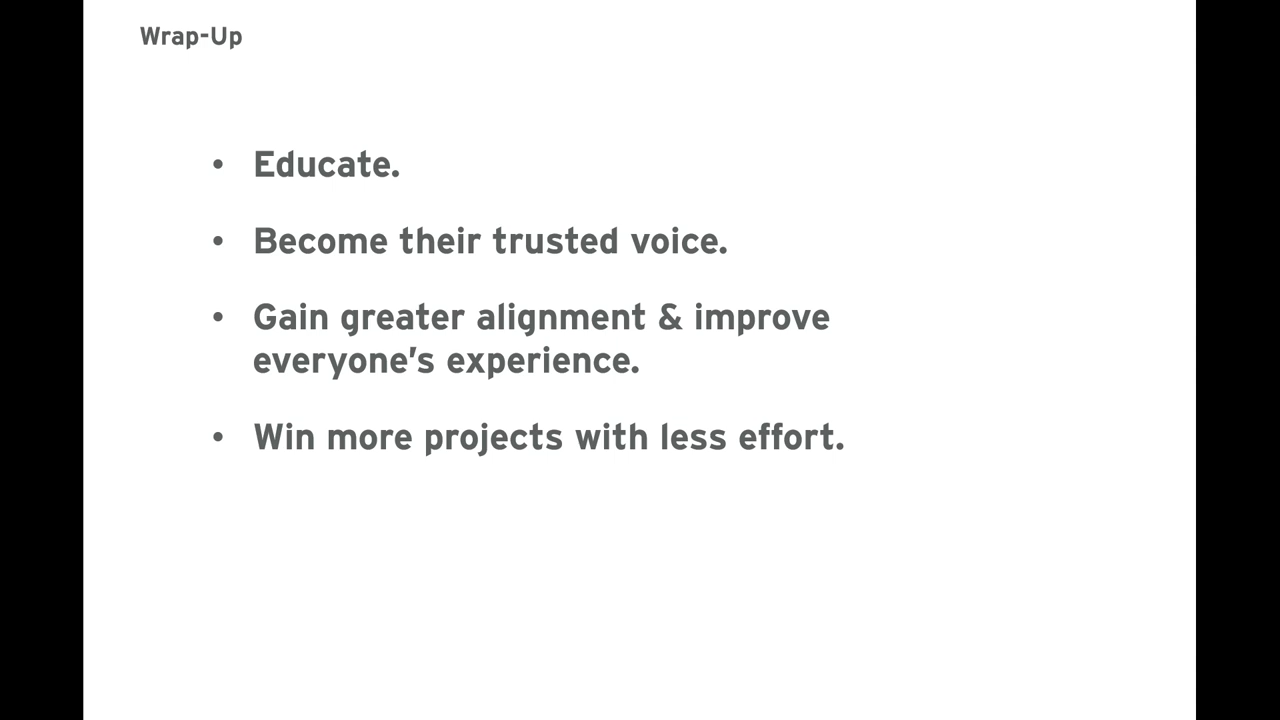 Wrap-Up
• Educate.
• Become their trusted voice.
• Gain greater alignment & improve
everyone’s experience.
• Win more projects with less effort.